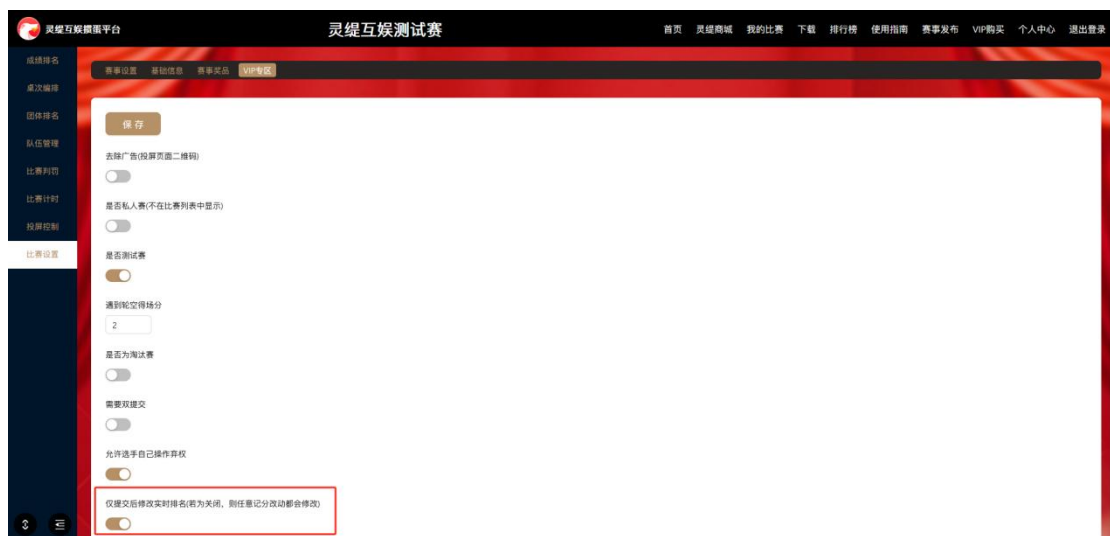 灵缇互娱掼蛋平台
灵缇互娱测试赛
首页 灵缇商城 我的比赛 下载 排行榜 使用指南 赛事发布 VIP购买 个人中心 退出登录
成绩排名
桌次编排
团体排名
队伍管理
比赛判罚
比赛计时
投屏控制
比赛设置
赛事设置 基础信息 赛事奖品 VIP专区
保存
去除广告(投屏页面二维码)
是否私人赛(不在比赛列表中显示)
是否测试赛
遇到轮空得场分
2
是否为淘汰赛
需要双提交
允许选手自己操作弃权
仅提交后修改实时排名(若为关闭，则任意记分改动都会修改)